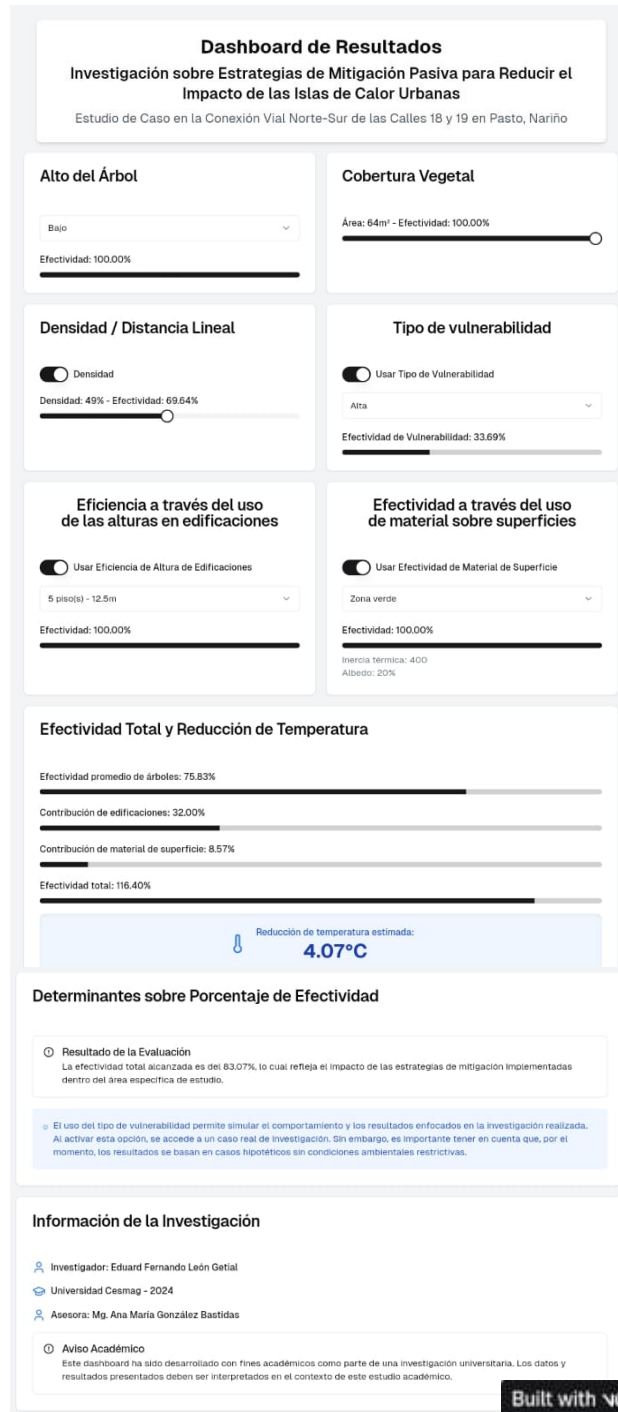 Dashboard de Resultados
Investigación sobre Estrategias de Mitigación Pasiva para Reducir el
Impacto de las Islas de Calor Urbanas
Estudio de Caso en la Conexión Vial Norte-Sur de las Calles 18 y 19 en Pasto, Nariño
Alto del Árbol
Bajo
Efectividad: 100.00%
Cobertura Vegetal
Área: 64m² - Efectividad: 100.00%
Densidad / Distancia Lineal
Densidad
Densidad: 49% - Efectividad: 69.64%
Tipo de vulnerabilidad
Usar Tipo de Vulnerabilidad
Alta
Efectividad de Vulnerabilidad: 33.69%
Eficiencia a través del uso
de las alturas en edificaciones
Usar Eficiencia de Altura de Edificaciones
5 piso(s) - 12.5m
Efectividad: 100.00%
Efectividad a través del uso
de material sobre superficies
Usar Efectividad de Material de Superficie
Zona verde
Efectividad: 100.00%
Inercia térmica: 400
Albedo: 20%
Efectividad Total y Reducción de Temperatura
Efectividad promedio de árboles: 75.83%
Contribución de edificaciones: 32.00%
Contribución de material de superficie: 8.57%
Efectividad total: 116.40%
Reducción de temperatura estimada:
4.07°C
Determinantes sobre Porcentaje de Efectividad
Resultado de la Evaluación
La efectividad total alcanzada es del 83.07%, lo cual refleja el impacto de las estrategias de mitigación implementadas
dentro del área específica de estudio.
El uso del tipo de vulnerabilidad permite simular el comportamiento y los resultados enfocados en la investigación realizada.
Al activar esta opción, se accede a un caso real de investigación. Sin embargo, es importante tener en cuenta que, por el
momento, los resultados se basan en casos hipotéticos sin condiciones ambientales restrictivas.
Información de la Investigación
Investigador: Eduard Fernando León Getial
Universidad Cesmag - 2024
Asesora: Mg. Ana María González Bastidas
Aviso Académico
Este dashboard ha sido desarrollado con fines académicos como parte de una investigación universitaria. Los datos y
resultados presentados deben ser interpretados en el contexto de este estudio académico.
Built with